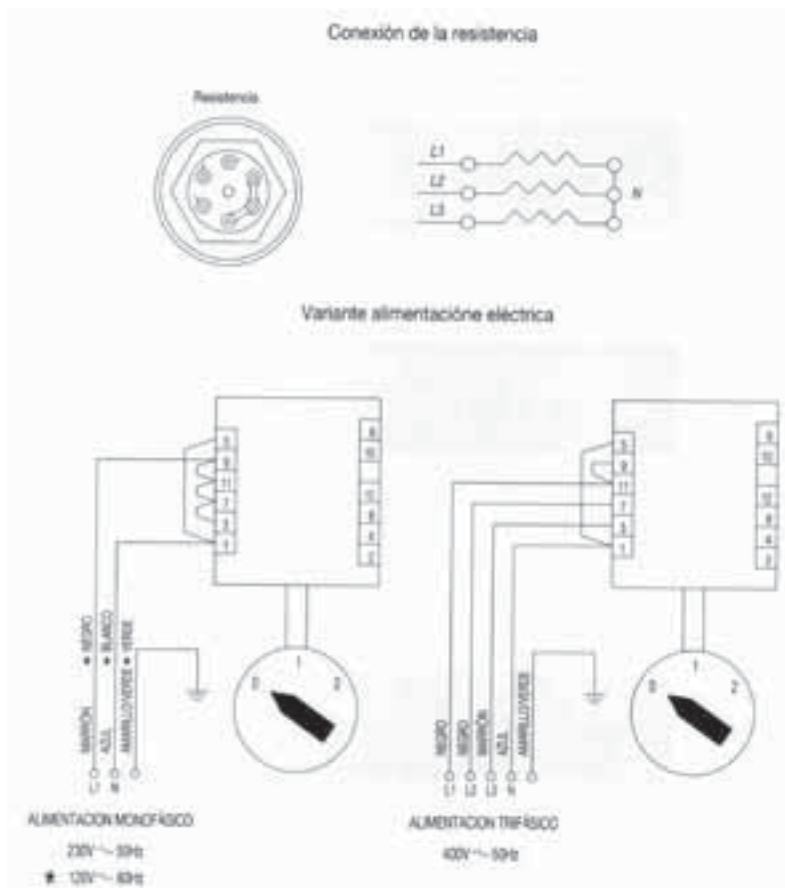 Conexión de la resistencia
Resistencia
L1
L2
L3
N
Variante alimentacióne eléctrica
5
9
11
7
3
1
8
10
12
6
4
2
5
9
11
7
3
1
10
12
4
2
0
1
2
0
1
2
MARRÓN ★ NEGRO
AZUL ★ BLANCO
AMARILLO/VERDE ★ VERDE
L1
N
NEGRO
NEGRO
MARRÓN
AZUL
AMARILLO/VERDE
L1
L2
L3
N
ALIMENTACION MONOFÁSICO
230V ~ 50Hz
★ 120V ~ 60Hz
ALIMENTACION TRIFÁSICO
400V ~ 50Hz